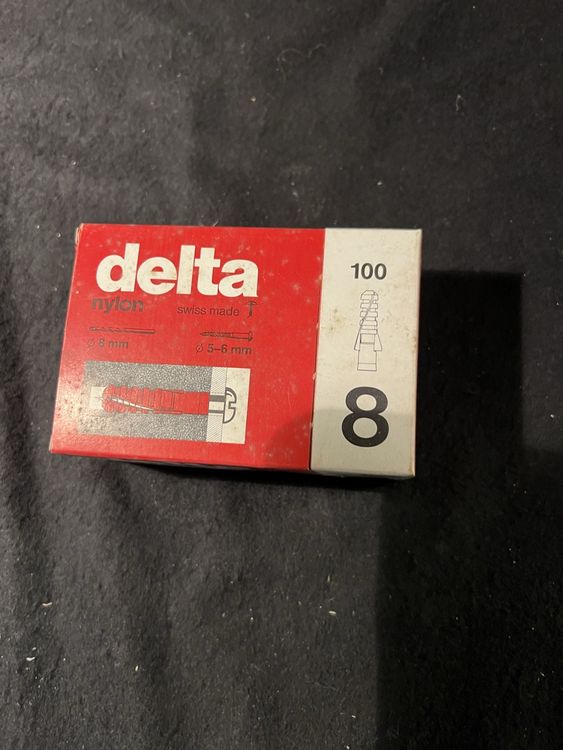 delta
nylon swiss made
ø 8 mm ø 5–6 mm
100
8